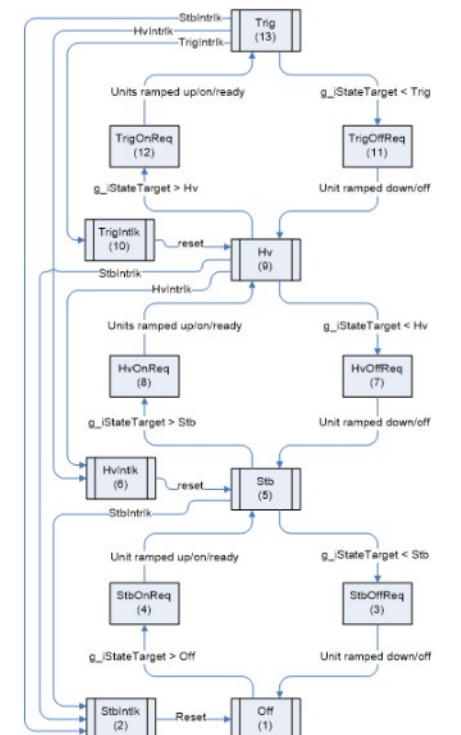 StbIntrlk
Trig
(13)
HvIntrlk
TrigIntrlk
Units ramped up/on/ready
g_iStateTarget < Trig
TrigOnReq
(12)
TrigOffReq
(11)
g_iStateTarget > Hv
Unit ramped down/off
TrigIntlk
(10)
reset
Hv
(9)
StbIntrlk
HvIntrlk
Units ramped up/on/ready
g_iStateTarget < Hv
HvOnReq
(8)
HvOffReq
(7)
g_iStateTarget > Stb
Unit ramped down/off
HvIntlk
(6)
reset
Stb
(5)
StbIntrlk
Unit ramped up/on/ready
g_iStateTarget < Stb
StbOnReq
(4)
StbOffReq
(3)
g_iStateTarget > Off
Unit ramped down/off
StbIntlk
(2)
Reset
Off
(1)